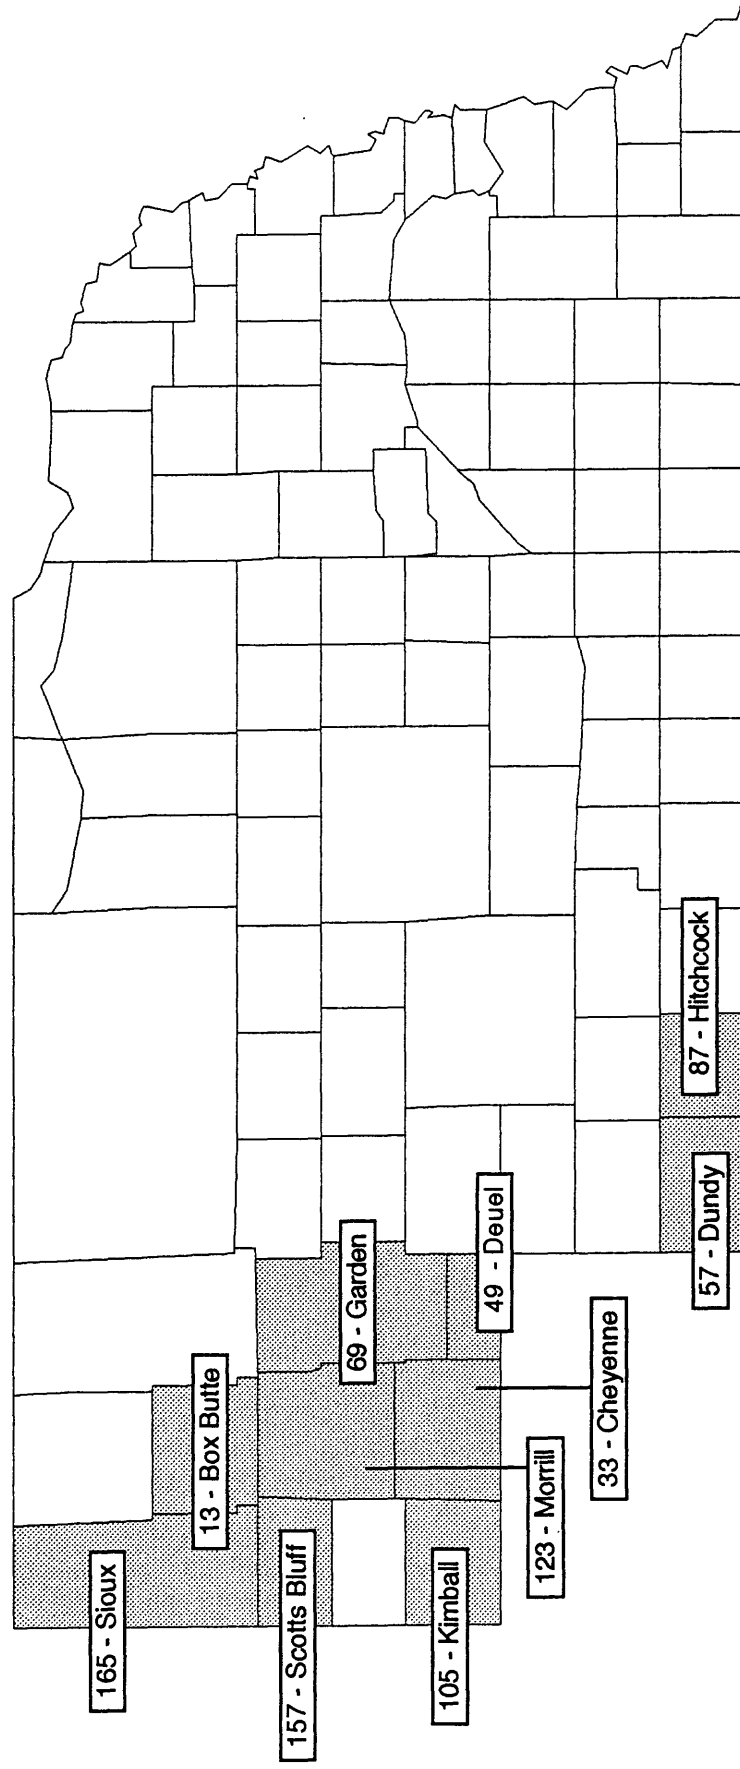 165 - Sioux
13 - Box Butte
157 - Scotts Bluff
69 - Garden
105 - Kimball
49 - Deuel
123 - Morrill
33 - Cheyenne
87 - Hitchcock
57 - Dundy